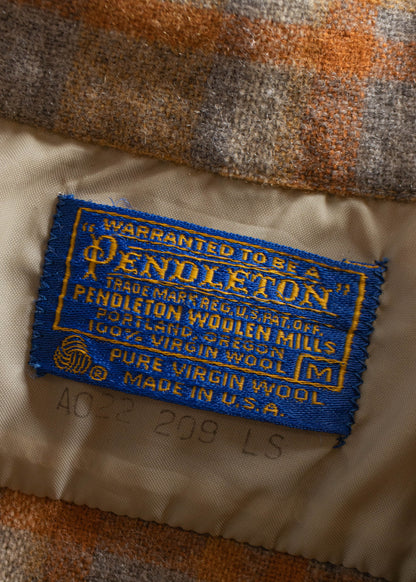 "WARRANTED TO BE A
PENDLETON"
TRADE MARK REG. U.S. PAT. OFF.
PENDLETON WOOLEN MILLS
PORTLAND, OREGON
100% VIRGIN WOOL
M
® PURE VIRGIN WOOL
MADE IN U.S.A.
A022 209 LS